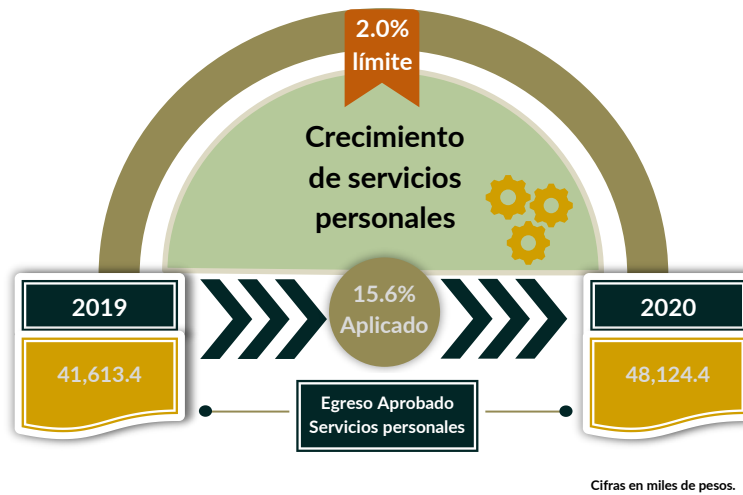 2.0%
límite
Crecimiento
de servicios
personales
2019
15.6%
Aplicado
2020
41,613.4
48,124.4
Egreso Aprobado
Servicios personales
Cifras en miles de pesos.